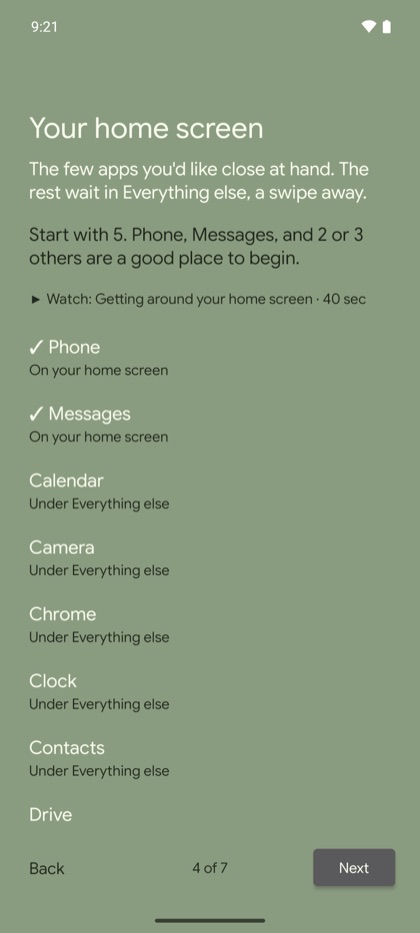 9:21
Your home screen
The few apps you'd like close at hand. The
rest wait in Everything else, a swipe away.
Start with 5. Phone, Messages, and 2 or 3
others are a good place to begin.
► Watch: Getting around your home screen · 40 sec
✓ Phone
On your home screen
✓ Messages
On your home screen
Calendar
Under Everything else
Camera
Under Everything else
Chrome
Under Everything else
Clock
Under Everything else
Contacts
Under Everything else
Drive
Back
4 of 7
Next